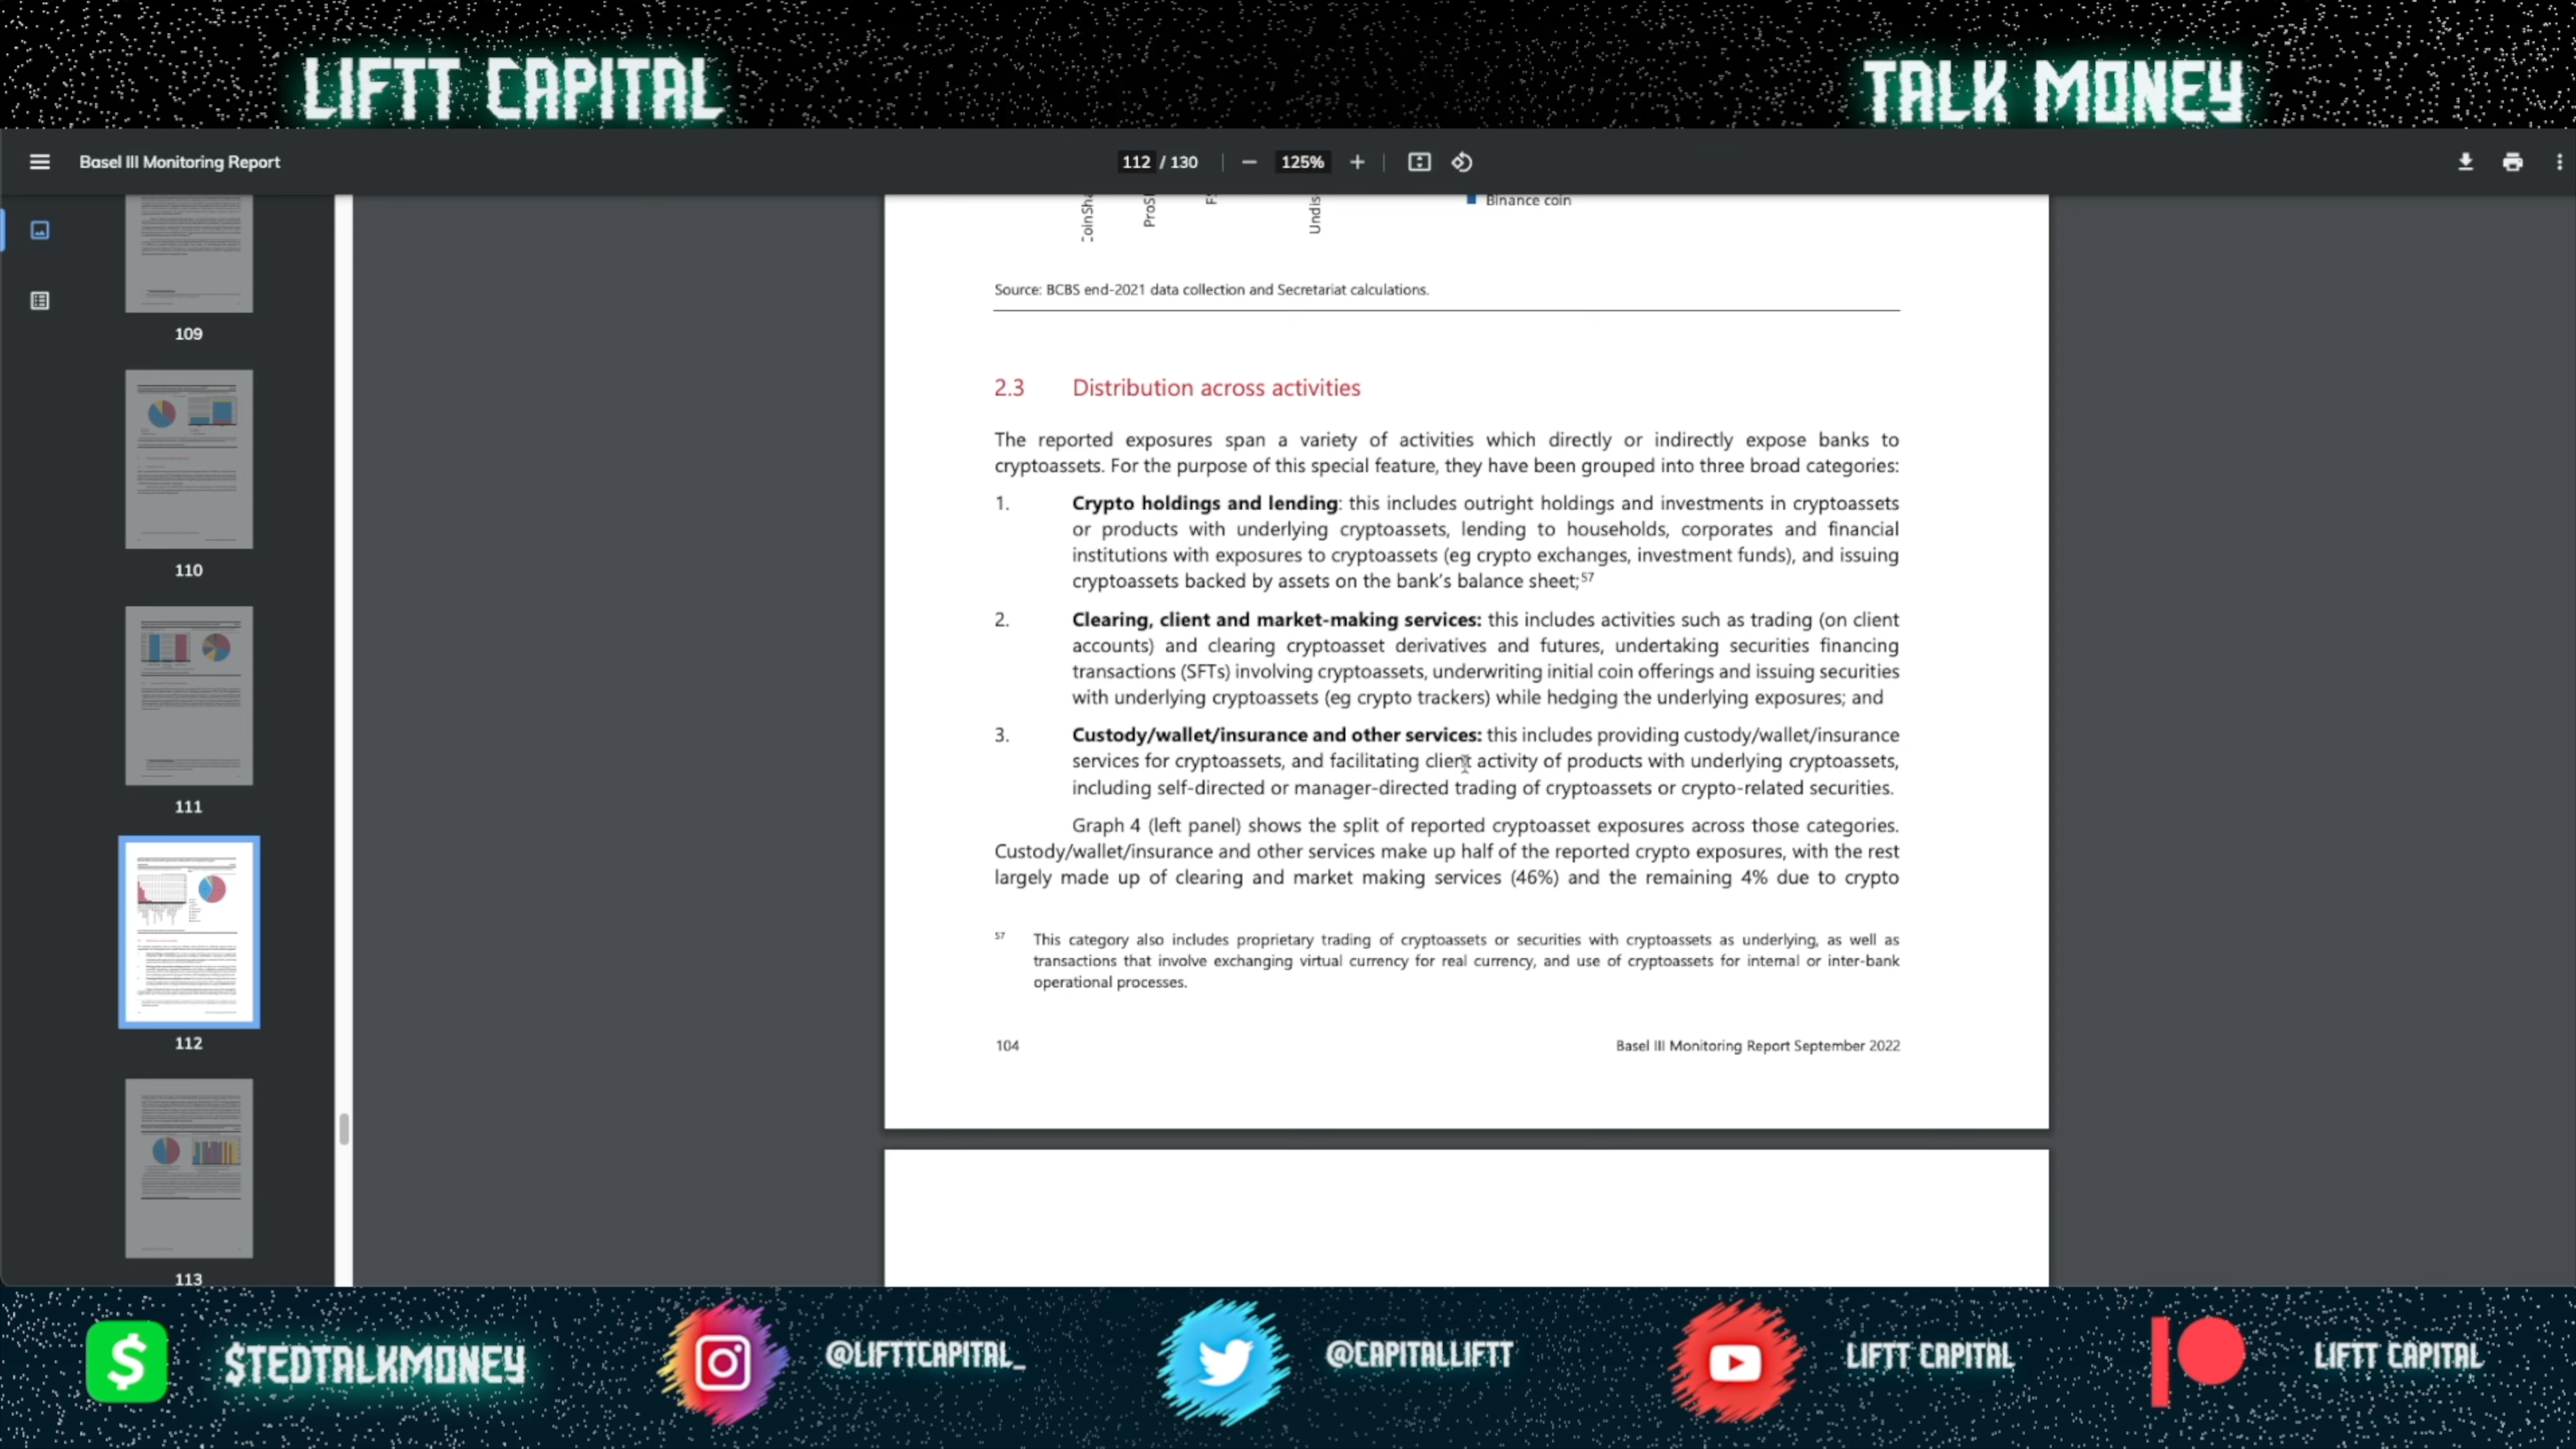 LIFTT CAPITAL
TALK MONEY
Basel III Monitoring Report
112 / 130
125%
109
110
111
112
113
Binance coin
Source: BCBS end-2021 data collection and Secretariat calculations.
2.3 Distribution across activities
The reported exposures span a variety of activities which directly or indirectly expose banks to
cryptoassets. For the purpose of this special feature, they have been grouped into three broad categories:
1. Crypto holdings and lending: this includes outright holdings and investments in cryptoassets
or products with underlying cryptoassets, lending to households, corporates and financial
institutions with exposures to cryptoassets (eg crypto exchanges, investment funds), and issuing
cryptoassets backed by assets on the bank's balance sheet;57
2. Clearing, client and market-making services: this includes activities such as trading (on client
accounts) and clearing cryptoasset derivatives and futures, undertaking securities financing
transactions (SFTs) involving cryptoassets, underwriting initial coin offerings and issuing securities
with underlying cryptoassets (eg crypto trackers) while hedging the underlying exposures; and
3. Custody/wallet/insurance and other services: this includes providing custody/wallet/insurance
services for cryptoassets, and facilitating client activity of products with underlying cryptoassets,
including self-directed or manager-directed trading of cryptoassets or crypto-related securities.
Graph 4 (left panel) shows the split of reported cryptoasset exposures across those categories.
Custody/wallet/insurance and other services make up half of the reported crypto exposures, with the rest
largely made up of clearing and market making services (46%) and the remaining 4% due to crypto
57 This category also includes proprietary trading of cryptoassets or securities with cryptoassets as underlying, as well as
transactions that involve exchanging virtual currency for real currency, and use of cryptoassets for internal or inter-bank
operational processes.
104
Basel III Monitoring Report September 2022
$
$TEDTALKMONEY
@LIFTTCAPITAL_
@CAPITALLIFTT
LIFTT CAPITAL
LIFTT CAPITAL